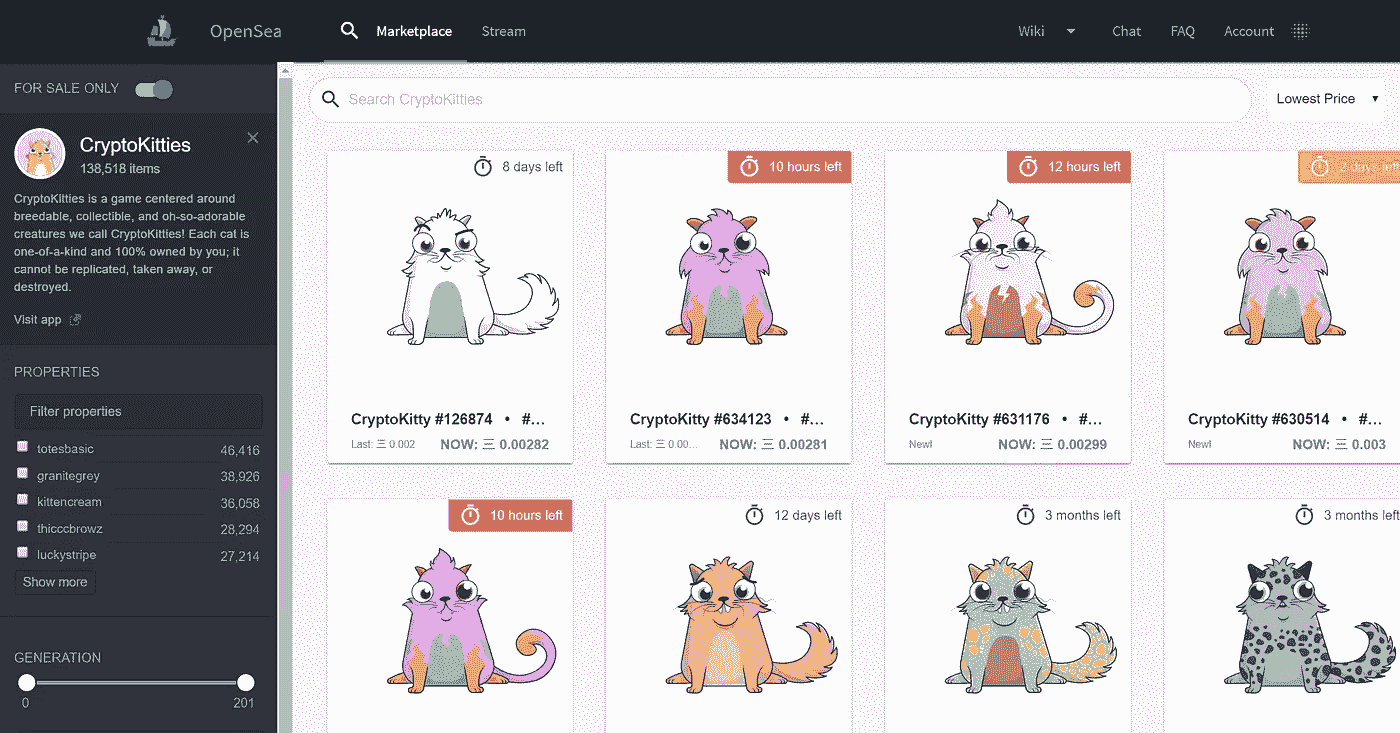 OpenSea
Marketplace
Stream
Wiki
Chat
FAQ
Account
FOR SALE ONLY
CryptoKitties
138,518 items
CryptoKitties is a game centered around
breedable, collectible, and oh-so-adorable
creatures we call CryptoKitties! Each cat is
one-of-a-kind and 100% owned by you; it
cannot be replicated, taken away, or
destroyed.
Visit app
PROPERTIES
Filter properties
totesbasic 46,416
granitegrey 38,926
kittencream 36,058
thicccbrowz 28,294
luckystripe 27,214
Show more
GENERATION
0 201
Search CryptoKitties
Lowest Price
8 days left
CryptoKitty #126874 • #...
Last: Ξ 0.002 NOW: Ξ 0.00282
10 hours left
CryptoKitty #634123 • #...
Last: Ξ 0.00... NOW: Ξ 0.00281
12 hours left
CryptoKitty #631176 • #...
New! NOW: Ξ 0.00299
2 days left
CryptoKitty #630514 • #...
New! NOW: Ξ 0.003
10 hours left
12 days left
3 months left
3 months left